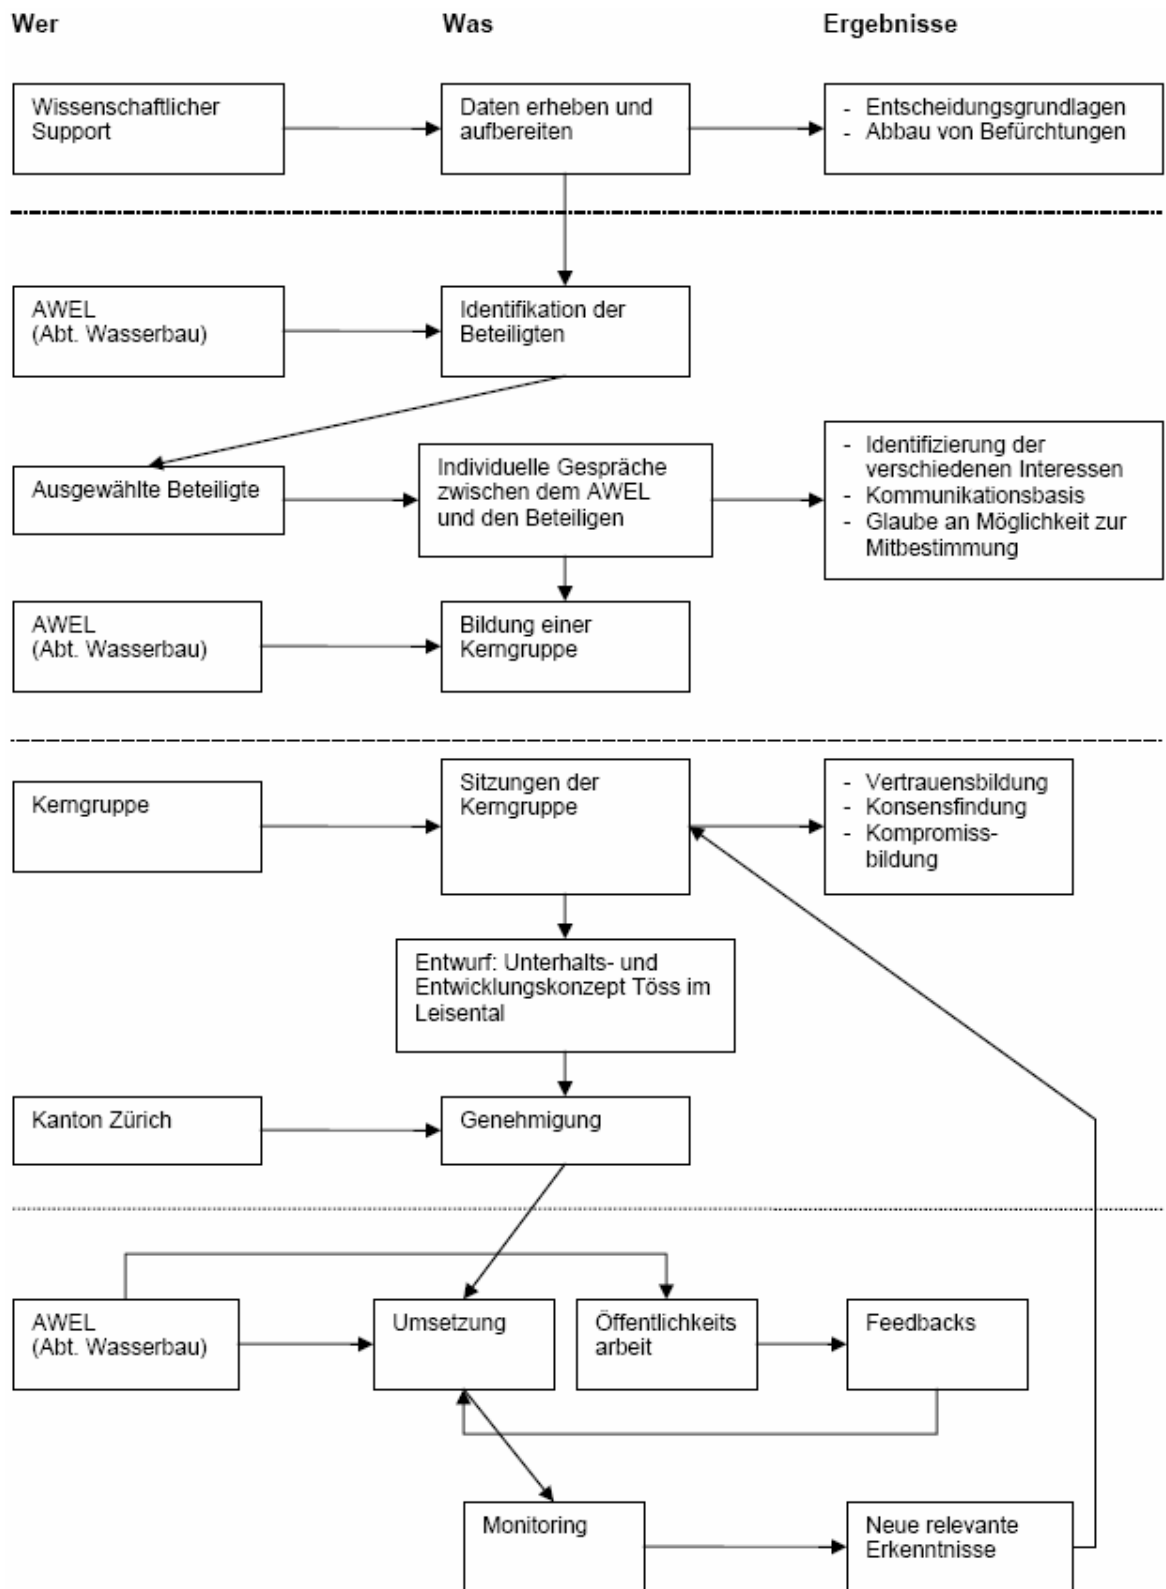 Wer
Was
Ergebnisse
Wissenschaftlicher
Support
Daten erheben und
aufbereiten
- Entscheidungsgrundlagen
- Abbau von Befürchtungen
AWEL
(Abt. Wasserbau)
Identifikation der
Beteiligten
Ausgewählte Beteiligte
Individuelle Gespräche
zwischen dem AWEL
und den Beteiligen
- Identifizierung der
verschiedenen Interessen
- Kommunikationsbasis
- Glaube an Möglichkeit zur
Mitbestimmung
AWEL
(Abt. Wasserbau)
Bildung einer
Kerngruppe
Kerngruppe
Sitzungen der
Kerngruppe
- Vertrauensbildung
- Konsensfindung
- Kompromiss-
bildung
Entwurf: Unterhalts- und
Entwicklungskonzept Töss im
Leisental
Kanton Zürich
Genehmigung
AWEL
(Abt. Wasserbau)
Umsetzung
Öffentlichkeits
arbeit
Feedbacks
Monitoring
Neue relevante
Erkenntnisse